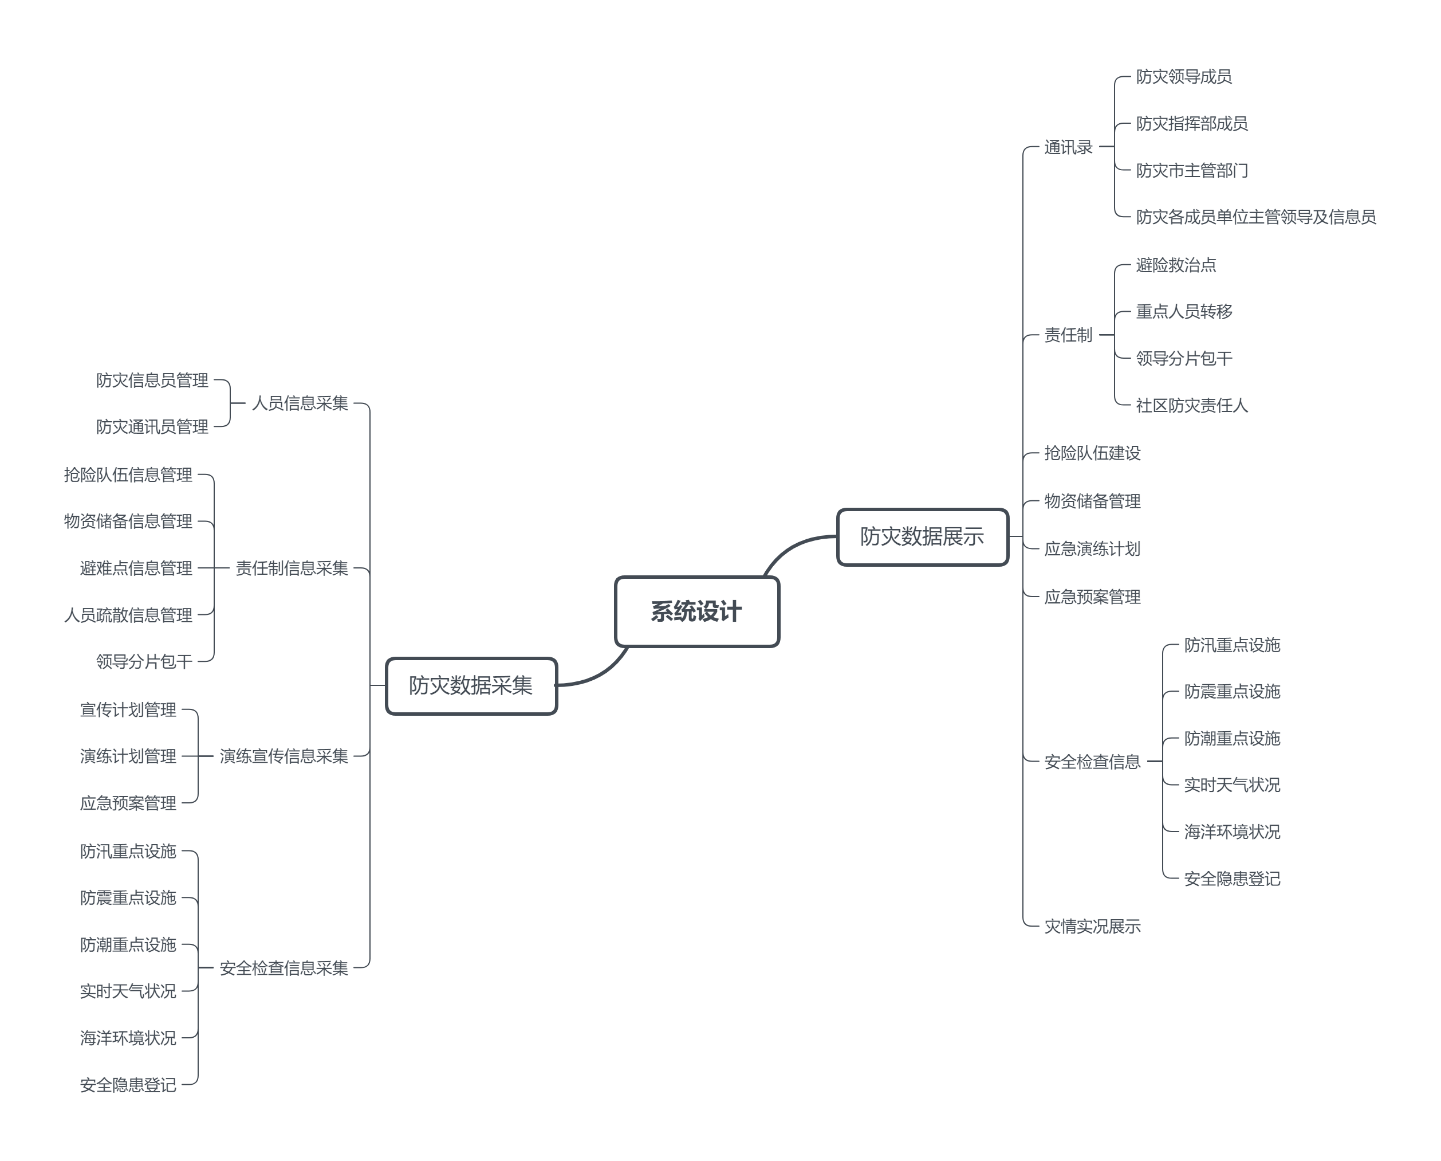 系统设计
防灾数据展示
通讯录
防灾领导成员
防灾指挥部成员
防灾市主管部门
防灾各成员单位主管领导及信息员
责任制
避险救治点
重点人员转移
领导分片包干
社区防灾责任人
抢险队伍建设
物资储备管理
应急演练计划
应急预案管理
安全检查信息
防汛重点设施
防震重点设施
防潮重点设施
实时天气状况
海洋环境状况
安全隐患登记
灾情实况展示
防灾数据采集
人员信息采集
防灾信息员管理
防灾通讯员管理
责任制信息采集
抢险队伍信息管理
物资储备信息管理
避难点信息管理
人员疏散信息管理
领导分片包干
演练宣传信息采集
宣传计划管理
演练计划管理
应急预案管理
安全检查信息采集
防汛重点设施
防震重点设施
防潮重点设施
实时天气状况
海洋环境状况
安全隐患登记